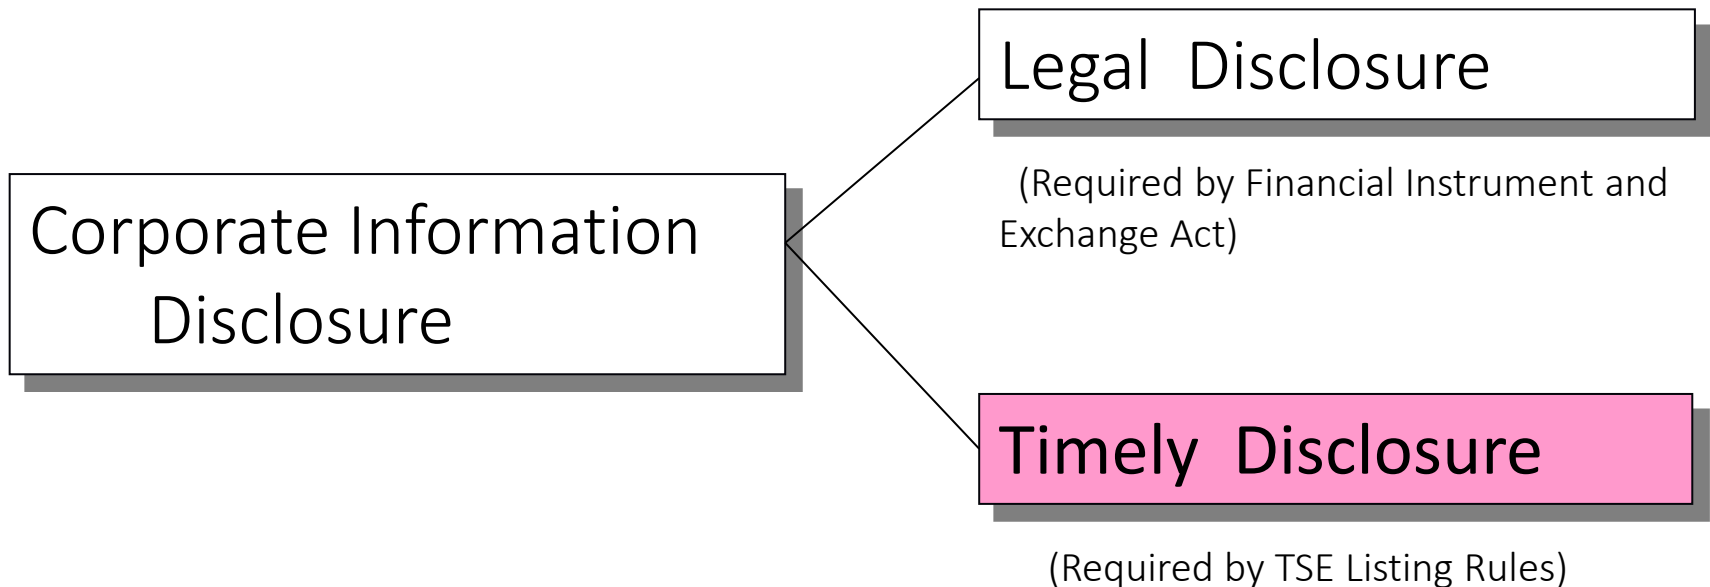 Corporate Information
Disclosure
Legal Disclosure
(Required by Financial Instrument and
Exchange Act)
Timely Disclosure
(Required by TSE Listing Rules)